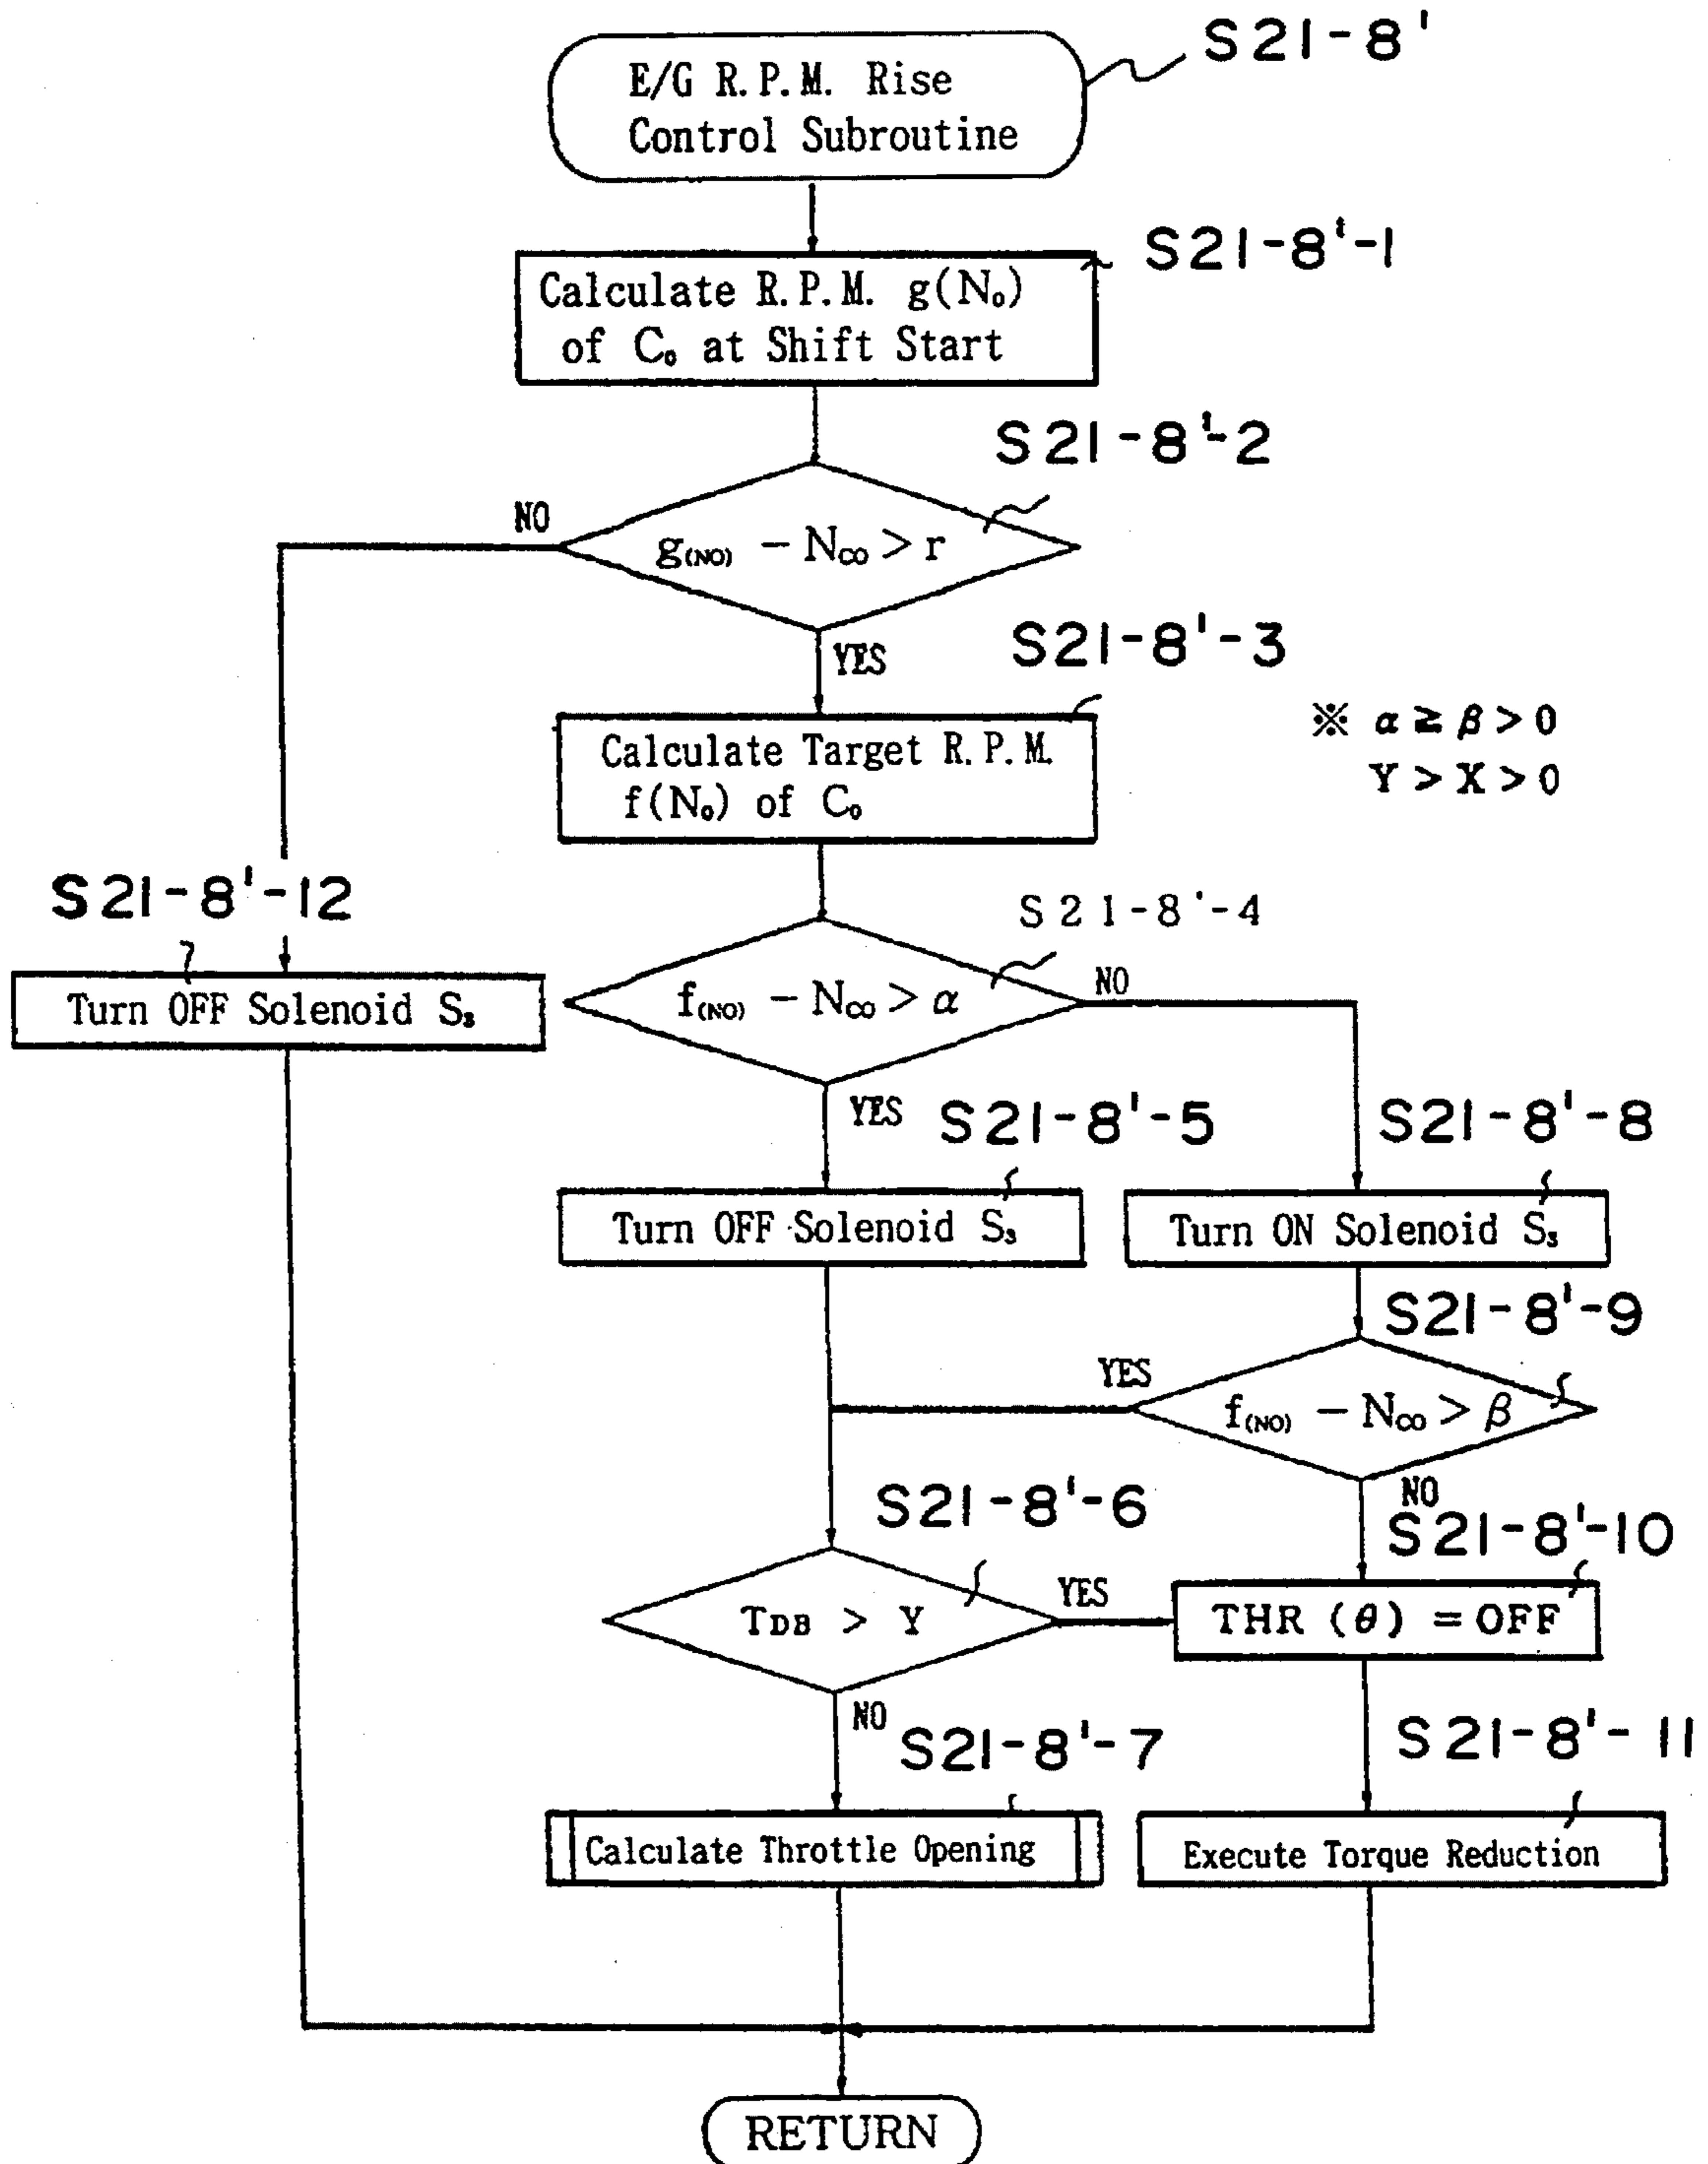 S21-8'
E/G R.P.M. Rise
Control Subroutine
S21-8'-1
Calculate R.P.M. g(N₀)
of C₀ at Shift Start
S21-8'-2
NO
g(NO) − NCO > r
YES
S21-8'-3
Calculate Target R.P.M.
f(N₀) of C₀
※ α ≧ β > 0
Y > X > 0
S21-8'-12
Turn OFF Solenoid S₃
S21-8'-4
f(NO) − NCO > α
NO
YES
S21-8'-5
S21-8'-8
Turn OFF Solenoid S₃
Turn ON Solenoid S₃
S21-8'-9
YES
f(NO) − NCO > β
NO
S21-8'-6
S21-8'-10
TDB > Y
YES
THR (θ) = OFF
NO
S21-8'-7
S21-8'-11
Calculate Throttle Opening
Execute Torque Reduction
RETURN